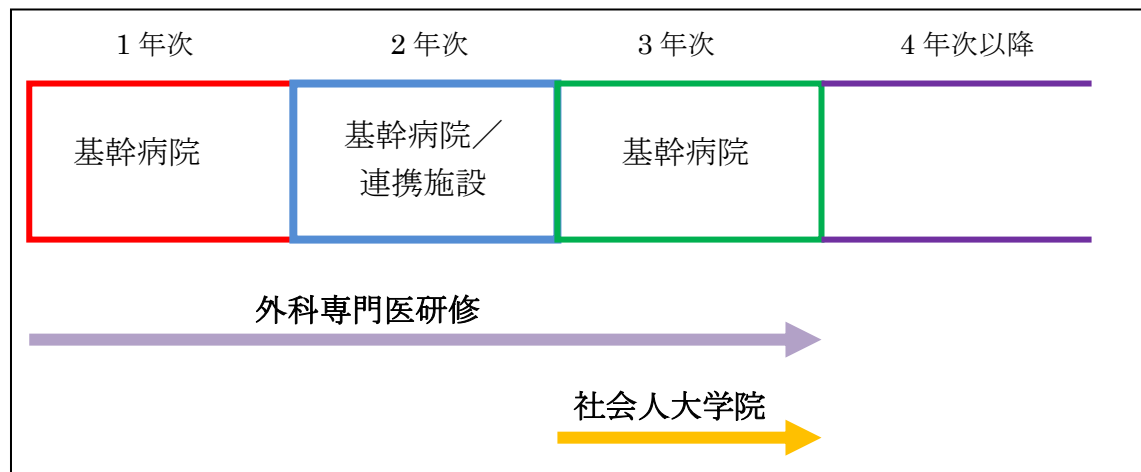 1 年次
2 年次
3 年次
4 年次以降
基幹病院
基幹病院／
連携施設
基幹病院
外科専門医研修
社会人大学院